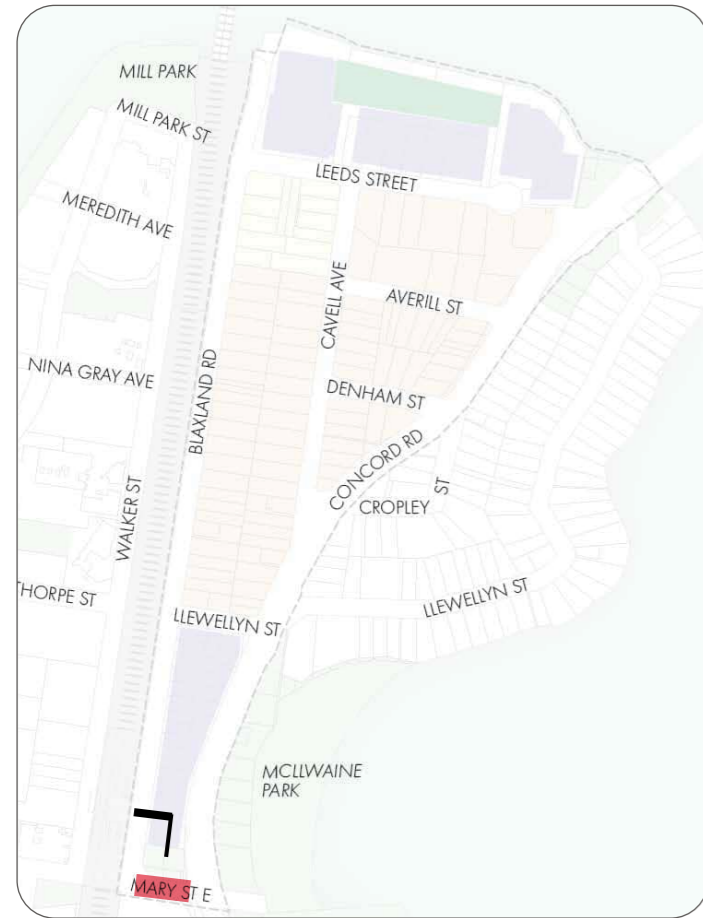 MILL PARK
MILL PARK ST
LEEDS STREET
MEREDITH AVE
CAVELL AVE
AVERILL ST
NINA GRAY AVE
BLAXLAND RD
DENHAM ST
CONCORD RD
WALKER ST
CROPLEY ST
THORPE ST
LLEWELLYN ST
LLEWELLYN ST
MCLLWAINE
PARK
MARY ST E